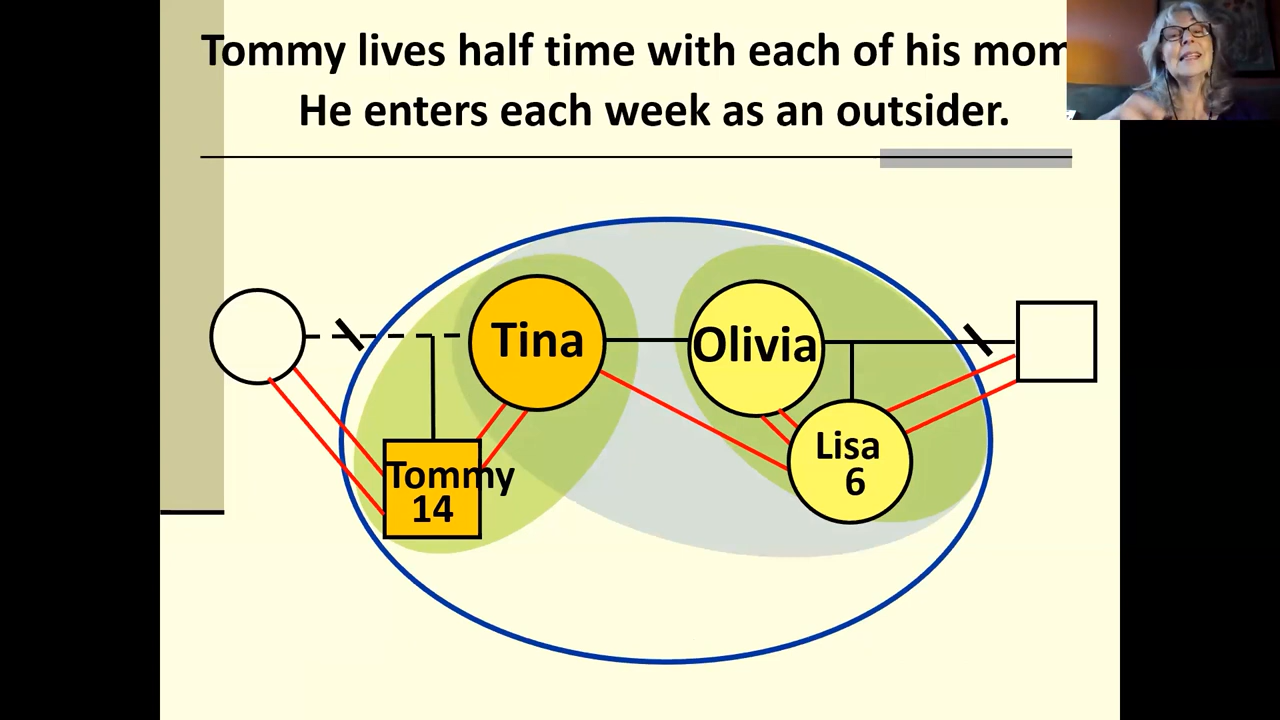 Tommy lives half time with each of his mom
He enters each week as an outsider.
Tina
Olivia
Tommy
14
Lisa
6